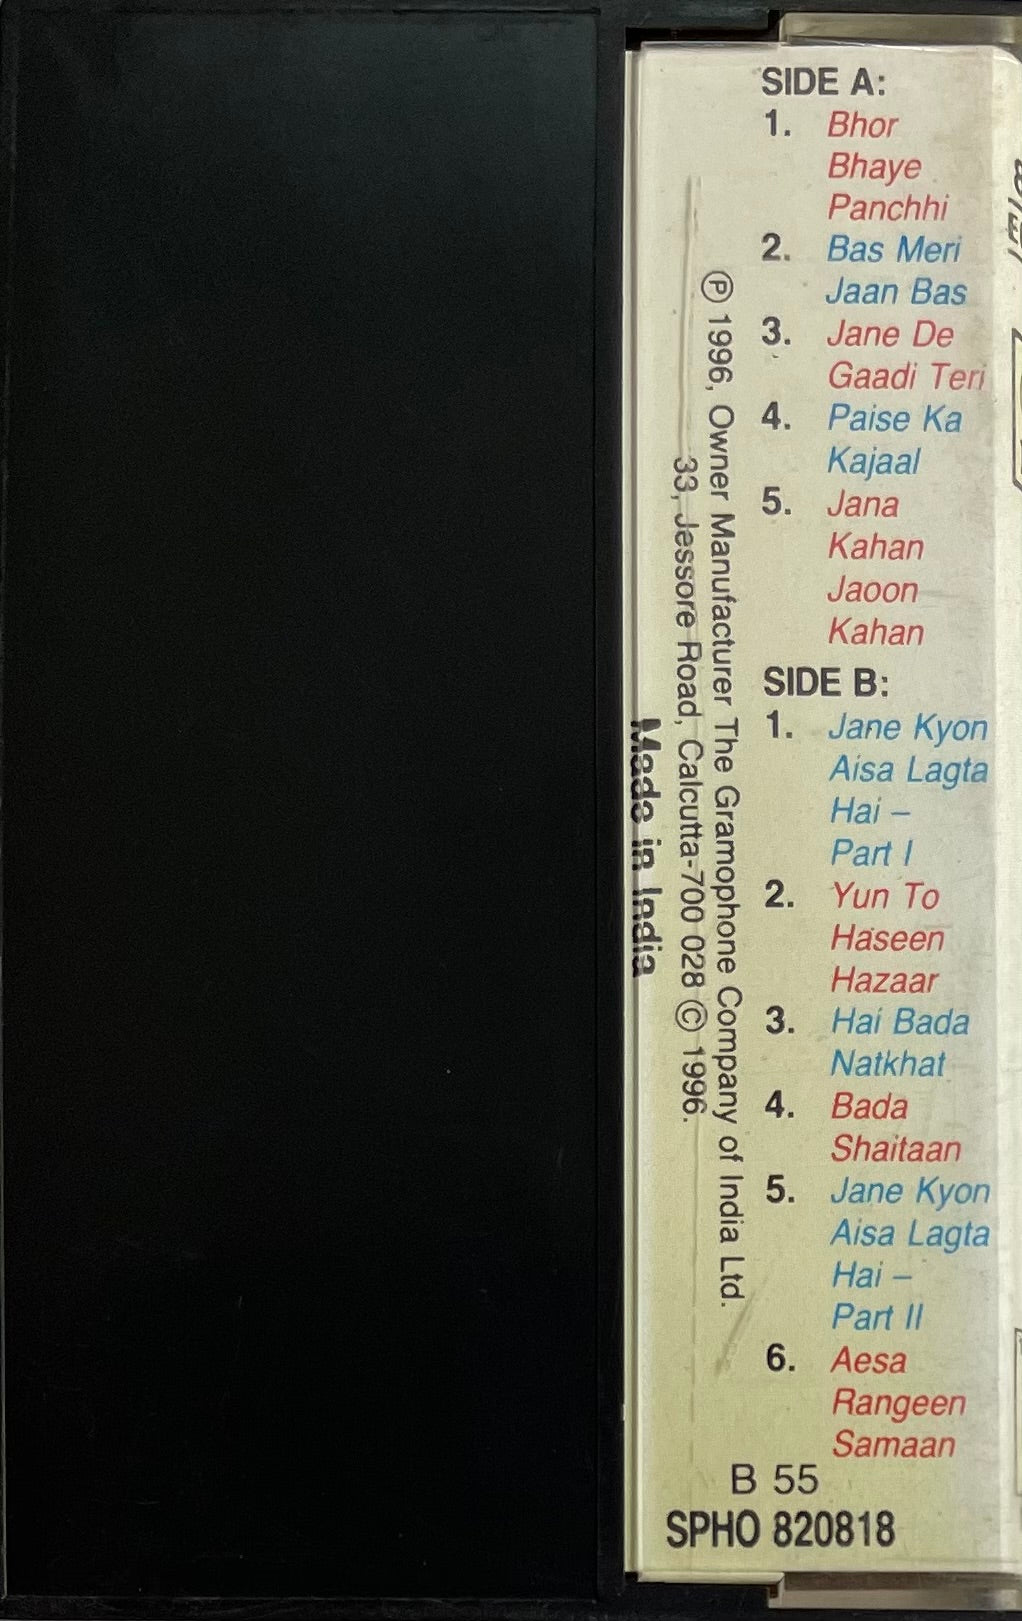 SIDE A:
1. Bhor
Bhaye
Panchhi
2. Bas Meri
Jaan Bas
3. Jane De
Gaadi Teri
4. Paise Ka
Kajaal
5. Jana
Kahan
Jaoon
Kahan
SIDE B:
1. Jane Kyon
Aisa Lagta
Hai –
Part I
2. Yun To
Haseen
Hazaar
3. Hai Bada
Natkhat
4. Bada
Shaitaan
5. Jane Kyon
Aisa Lagta
Hai –
Part II
6. Aesa
Rangeen
Samaan
B 55
SPHO 820818
Ⓟ 1996, Owner Manufacturer The Gramophone Company of India Ltd.
33, Jessore Road, Calcutta-700 028 © 1996.
Made in India